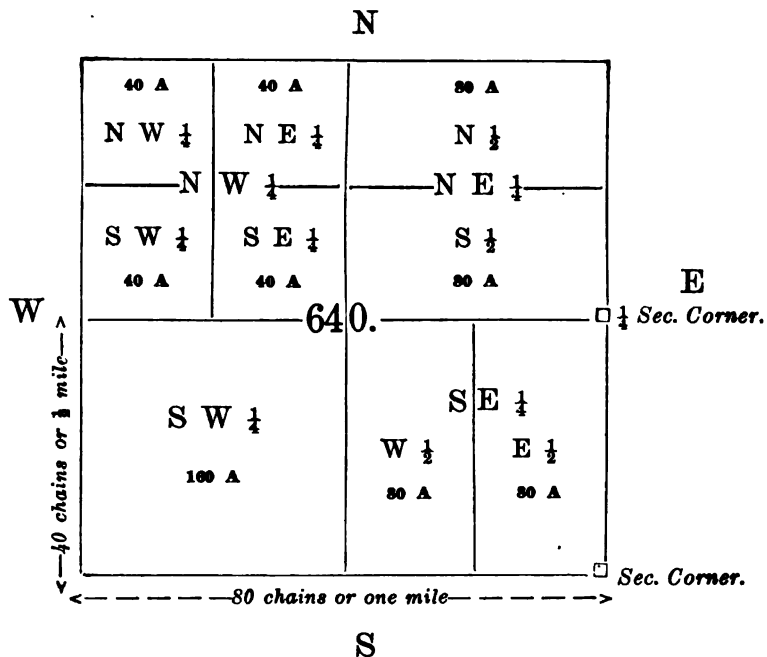 N
40 A 40 A 80 A
N W 1/4 N E 1/4 N 1/2
N W 1/4 N E 1/4
S W 1/4 S E 1/4 S 1/2
40 A 40 A 80 A
E
W
640.
1/4 Sec. Corner.
40 chains or 1/2 mile
S W 1/4
160 A
S E 1/4
W 1/2 E 1/2
80 A 80 A
Sec. Corner.
80 chains or one mile
S